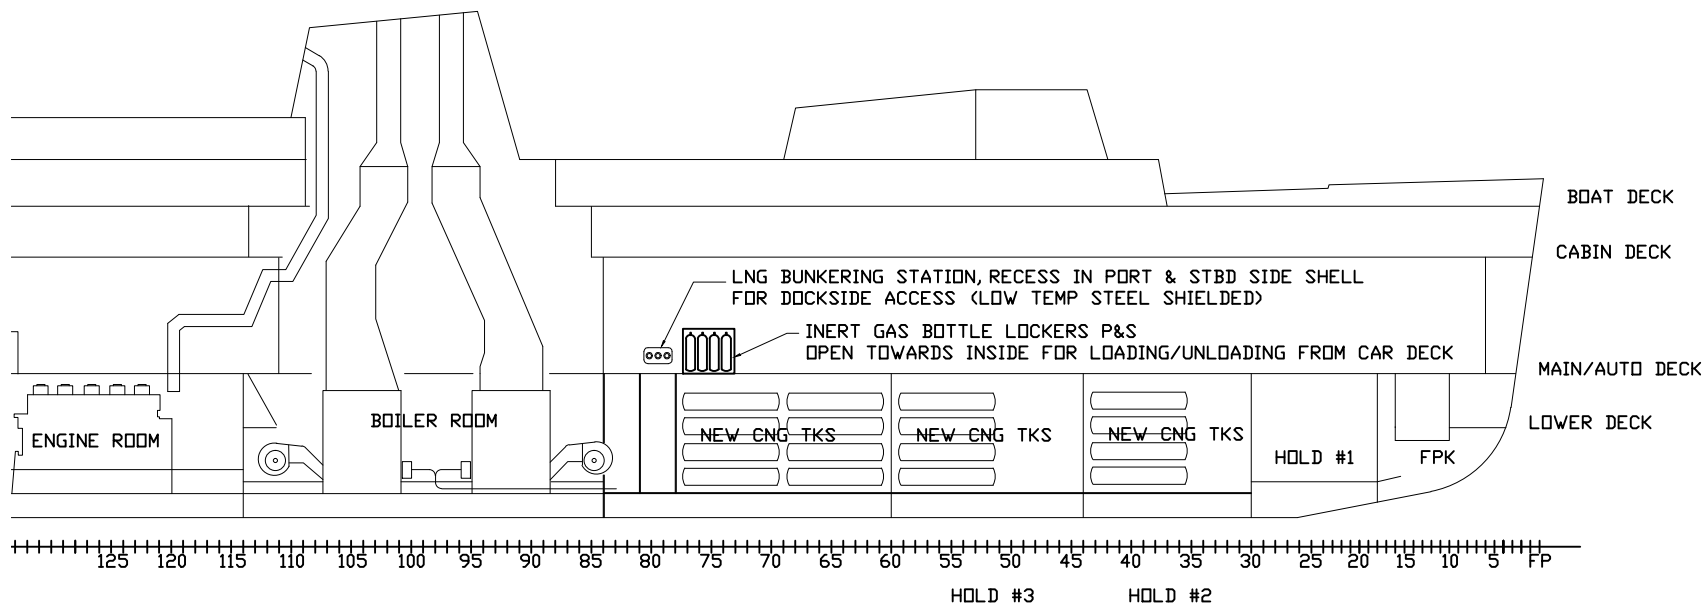 BOAT DECK
CABIN DECK
LNG BUNKERING STATION, RECESS IN PORT & STBD SIDE SHELL
FOR DOCKSIDE ACCESS (LOW TEMP STEEL SHIELDED)
INERT GAS BOTTLE LOCKERS P&S
OPEN TOWARDS INSIDE FOR LOADING/UNLOADING FROM CAR DECK
MAIN/AUTO DECK
BOILER ROOM
LOWER DECK
ENGINE ROOM
NEW CNG TKS
NEW CNG TKS
NEW CNG TKS
HOLD #1
FPK
125 120 115 110 105 100 95 90 85 80 75 70 65 60 55 50 45 40 35 30 25 20 15 10 5 FP
HOLD #3
HOLD #2